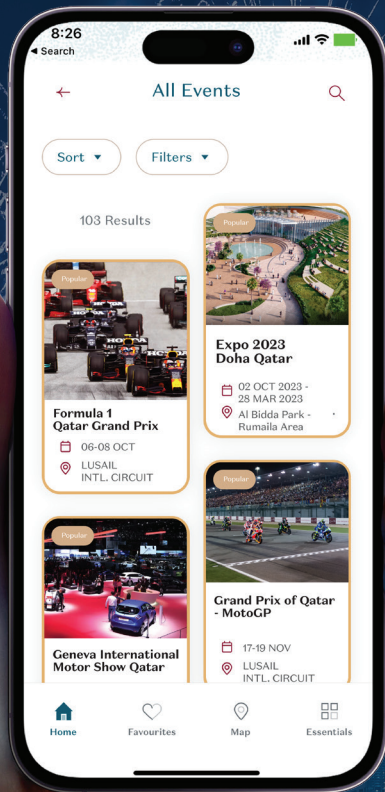 8:26
◀ Search
All Events
Sort ▼
Filters ▼
103 Results
Popular
Formula 1
Qatar Grand Prix
06-08 OCT
LUSAIL
INTL. CIRCUIT
Popular
Expo 2023
Doha Qatar
02 OCT 2023 -
28 MAR 2023
Al Bidda Park -
Rumaila Area
Popular
Geneva International
Motor Show Qatar
Popular
Grand Prix of Qatar
- MotoGP
17-19 NOV
LUSAIL
INTL. CIRCUIT
HONDA
Home
Favourites
Map
Essentials